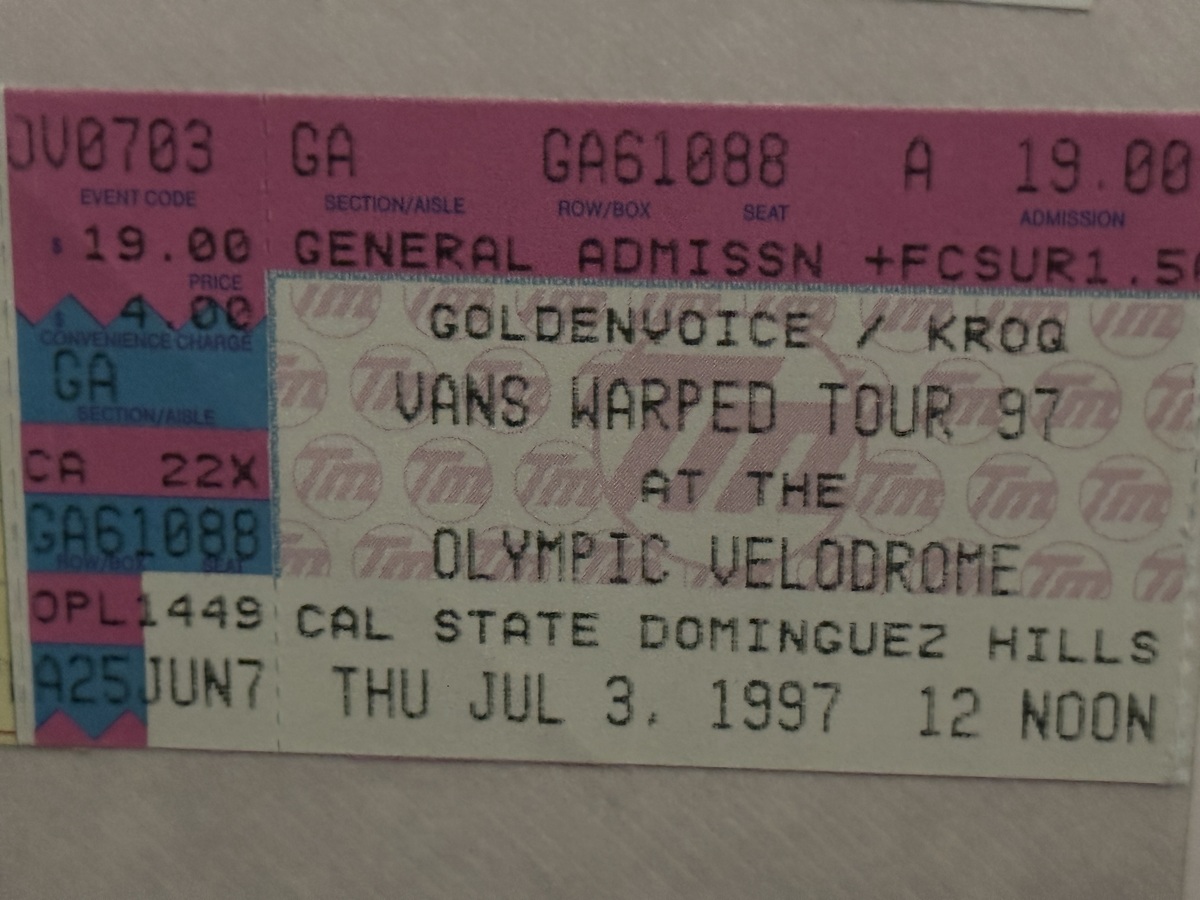 OV0703
EVENT CODE
$ 19.00
PRICE
$ 4.00
CONVENIENCE CHARGE
GA
SECTION/AISLE
CA 22X
GA61088
ROW/BOX SEAT
OPL1449
A25JUN7
GA GA61088 A 19.00
SECTION/AISLE ROW/BOX SEAT ADMISSION
GENERAL ADMISSN +FCSUR1.50
GOLDENVOICE / KROQ
VANS WARPED TOUR 97
AT THE
OLYMPIC VELODROME
CAL STATE DOMINGUEZ HILLS
THU JUL 3, 1997 12 NOON